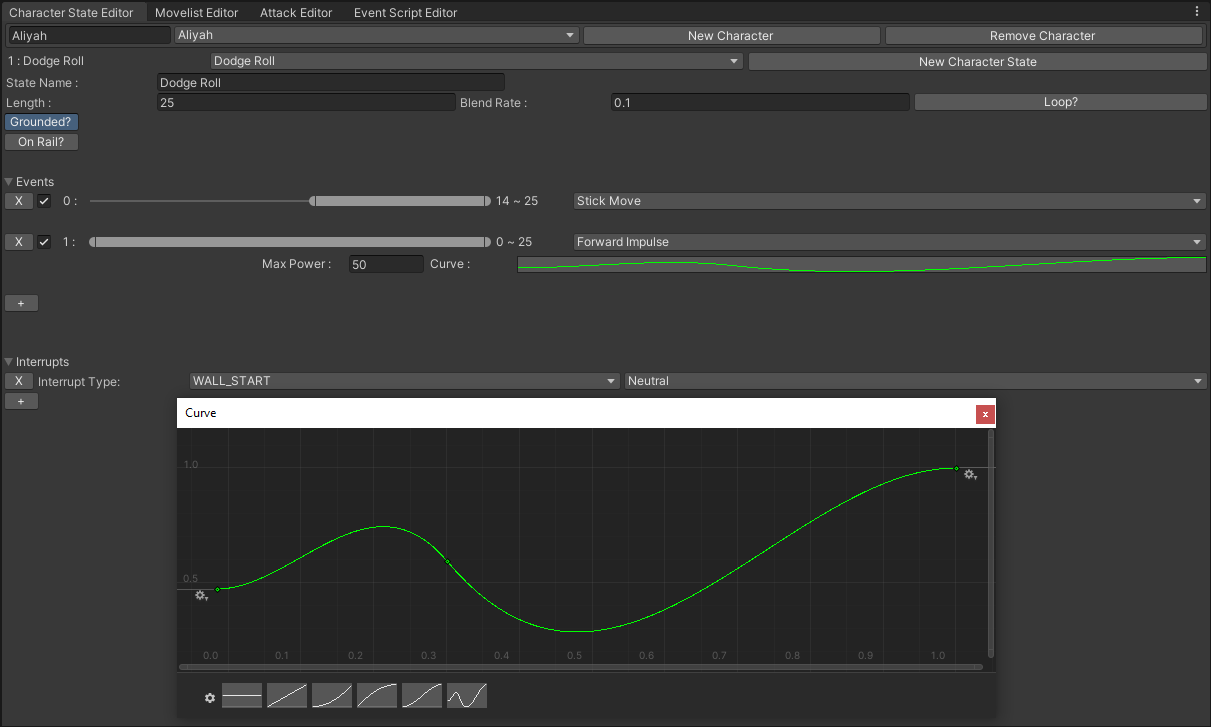 Character State Editor Movelist Editor Attack Editor Event Script Editor
Aliyah Aliyah New Character Remove Character
1 : Dodge Roll Dodge Roll New Character State
State Name : Dodge Roll
Length : 25 Blend Rate : 0.1 Loop?
Grounded?
On Rail?
Events
X 0 : 14 ~ 25 Stick Move
X 1 : 0 ~ 25 Forward Impulse
Max Power : 50 Curve :
+
Interrupts
X Interrupt Type: WALL_START Neutral
+
Curve x
1.0
0.5
0.0 0.1 0.2 0.3 0.4 0.5 0.6 0.7 0.8 0.9 1.0